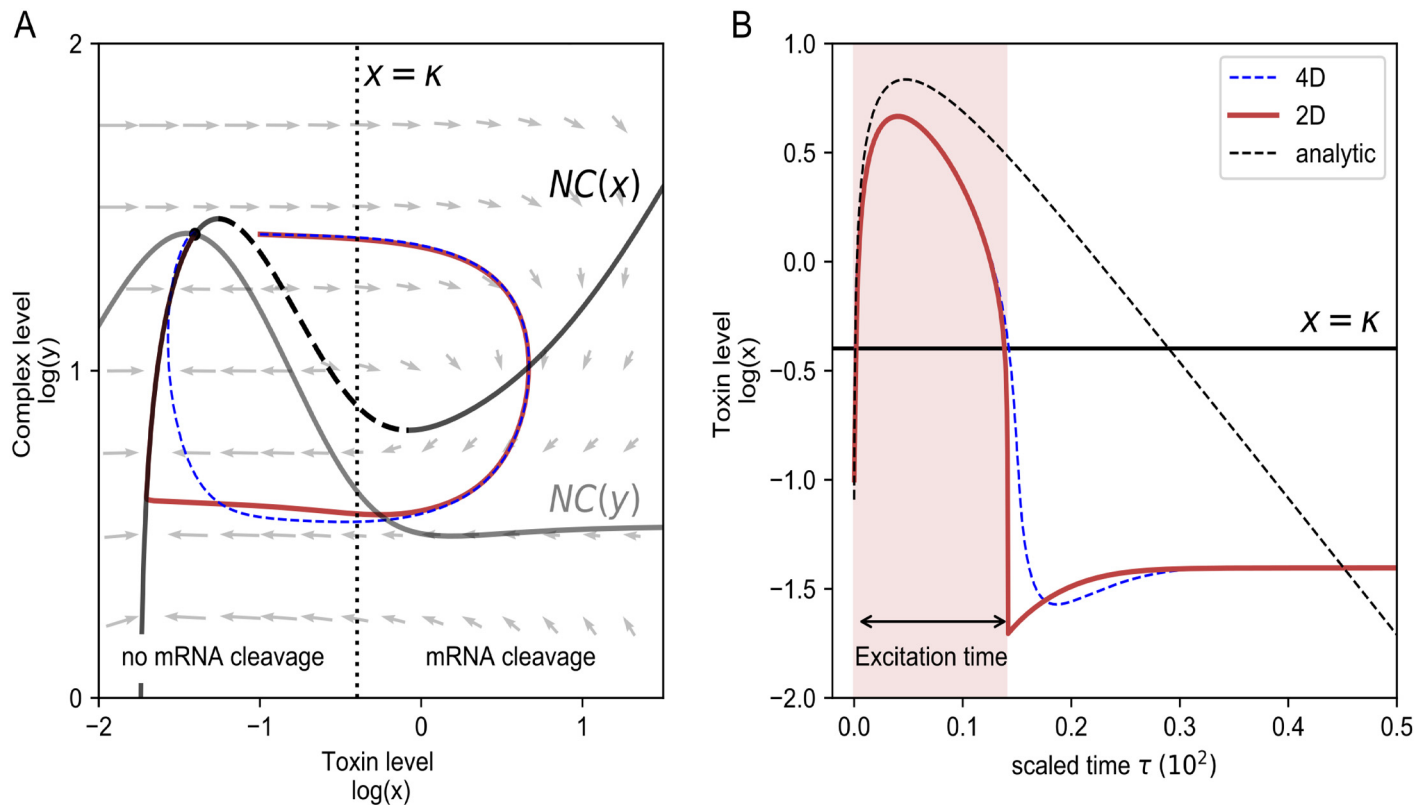 A
2
x = κ
NC(x)
Complex level
log(y)
1
NC(y)
no mRNA cleavage
mRNA cleavage
0
−2
−1
0
1
Toxin level
log(x)
B
1.0
4D
2D
analytic
0.5
0.0
x = κ
Toxin level
log(x)
−0.5
−1.0
−1.5
Excitation time
−2.0
0.0
0.1
0.2
0.3
0.4
0.5
scaled time τ (10²)